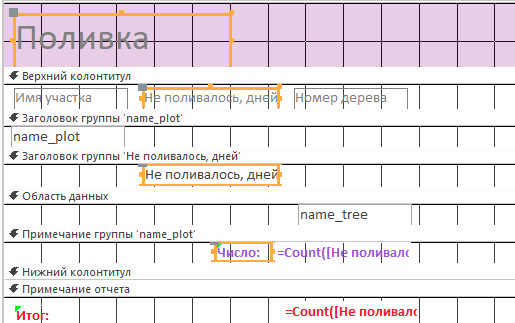 Поливка
Верхний колонтитул
Имя участка Не поливалось, дней Номер дерева
Заголовок группы 'name_plot'
name_plot
Заголовок группы 'Не поливалось, дней'
Не поливалось, дней
Область данных
name_tree
Примечание группы 'name_plot'
Число: =Count([Не поливало
Нижний колонтитул
Примечание отчета
Итог: =Count([Не поливало